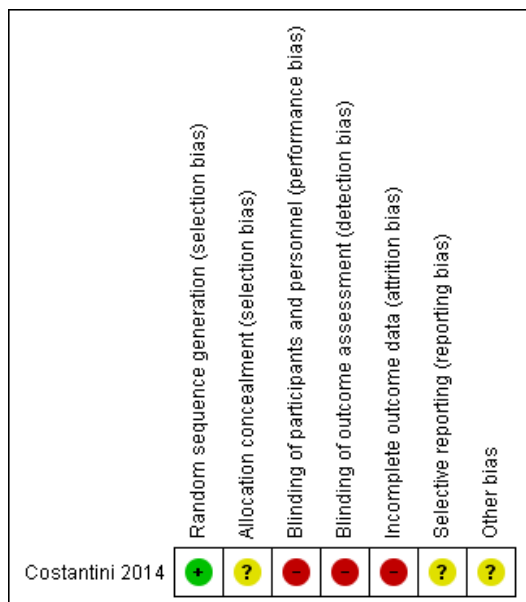 Random sequence generation (selection bias)
Allocation concealment (selection bias)
Blinding of participants and personnel (performance bias)
Blinding of outcome assessment (detection bias)
Incomplete outcome data (attrition bias)
Selective reporting (reporting bias)
Other bias
Costantini 2014 + ? - - - ? ?